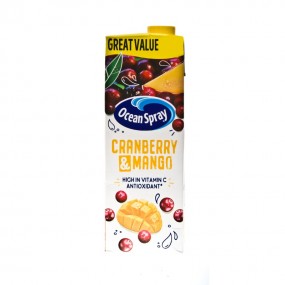 GREAT VALUE
Ocean Spray
CRANBERRY
& MANGO
HIGH IN VITAMIN C
ANTIOXIDANT*